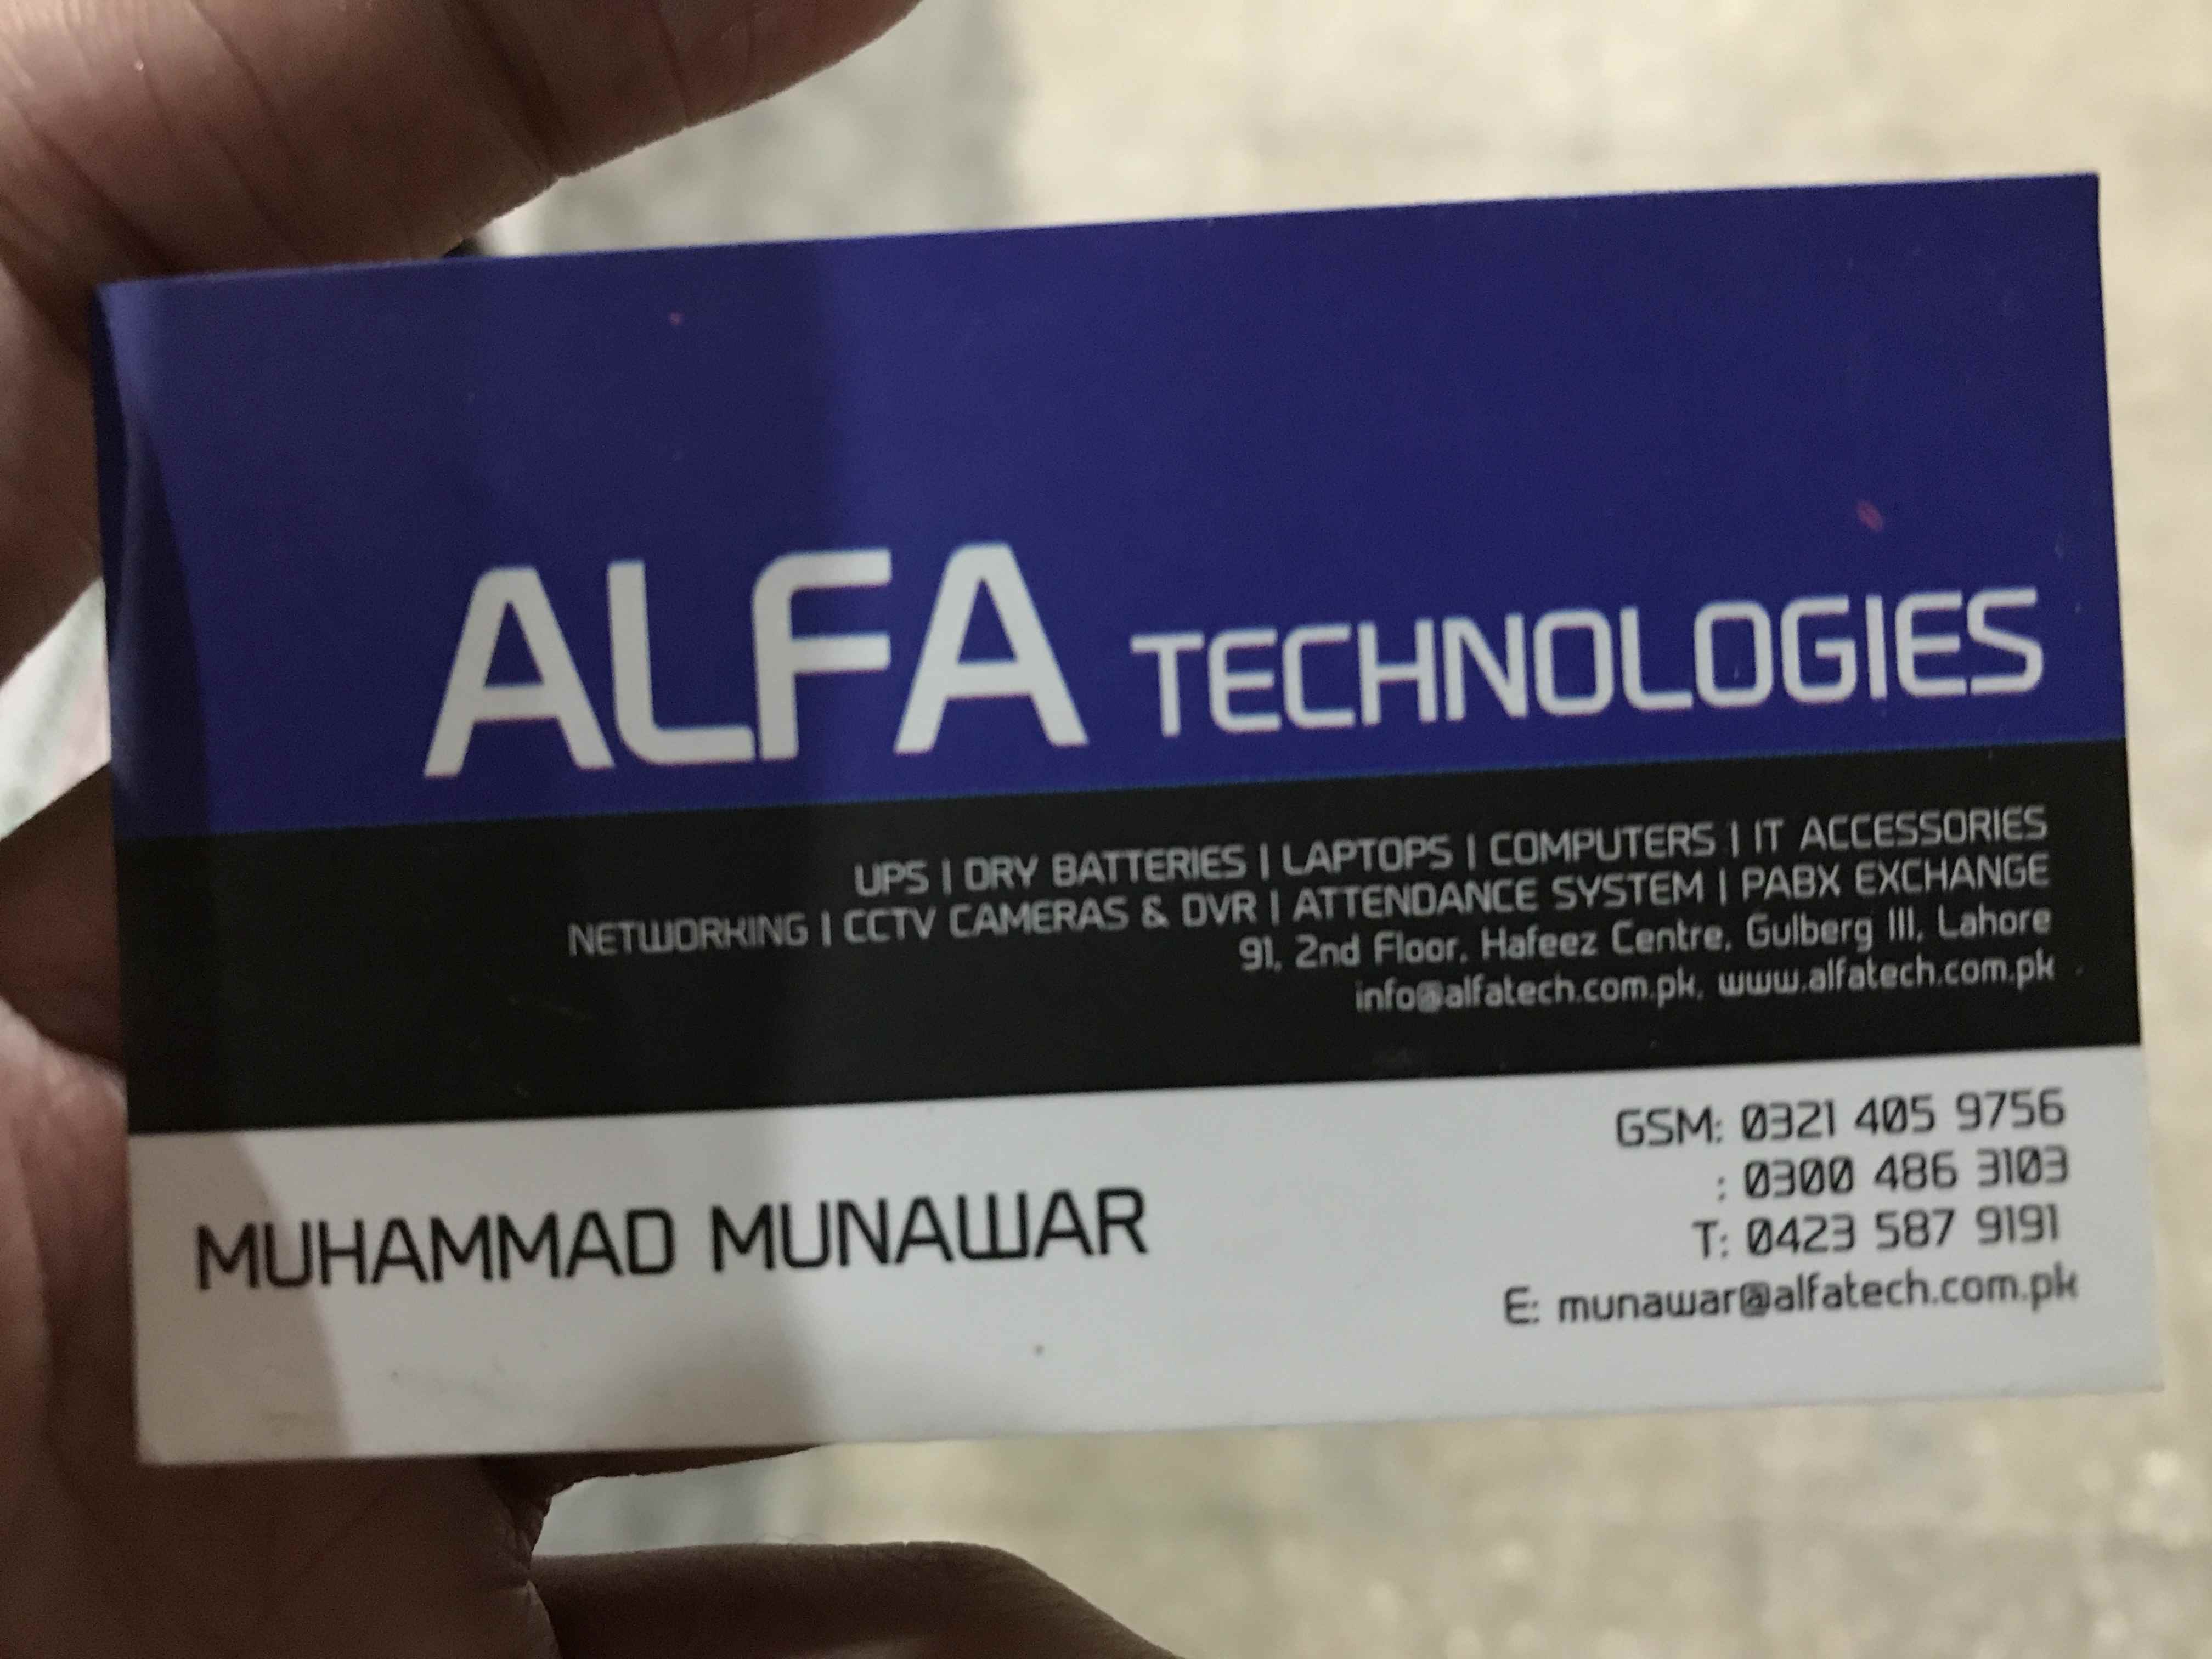 ALFA TECHNOLOGIES
UPS | DRY BATTERIES | LAPTOPS | COMPUTERS | IT ACCESSORIES
NETWORKING | CCTV CAMERAS & DVR | ATTENDANCE SYSTEM | PABX EXCHANGE
91, 2nd Floor, Hafeez Centre, Gulberg III, Lahore
info@alfatech.com.pk, www.alfatech.com.pk
MUHAMMAD MUNAWAR
GSM: 0321 405 9756
: 0300 486 3103
T: 0423 587 9191
E: munawar@alfatech.com.pk